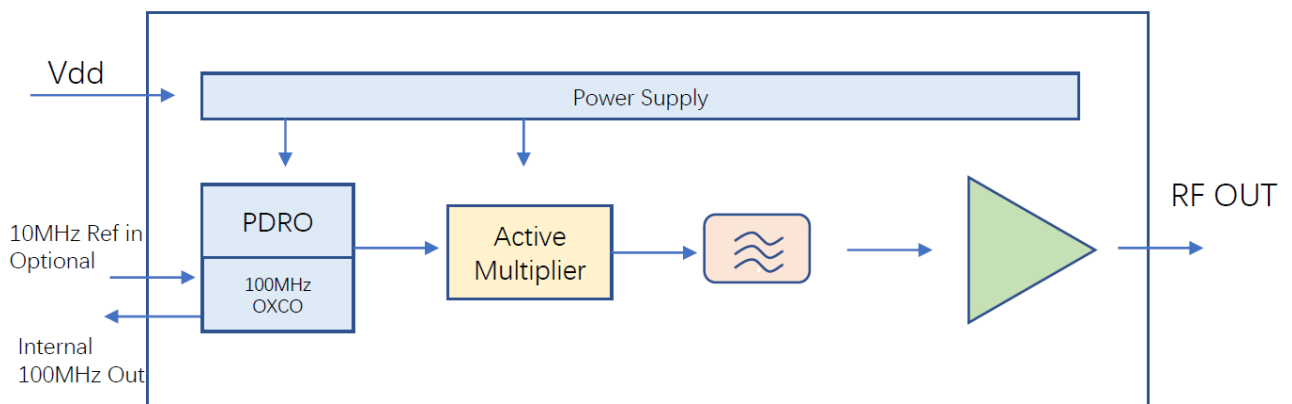 Vdd
Power Supply
PDRO
100MHz
OXCO
10MHz Ref in
Optional
Internal
100MHz Out
Active
Multiplier
RF OUT